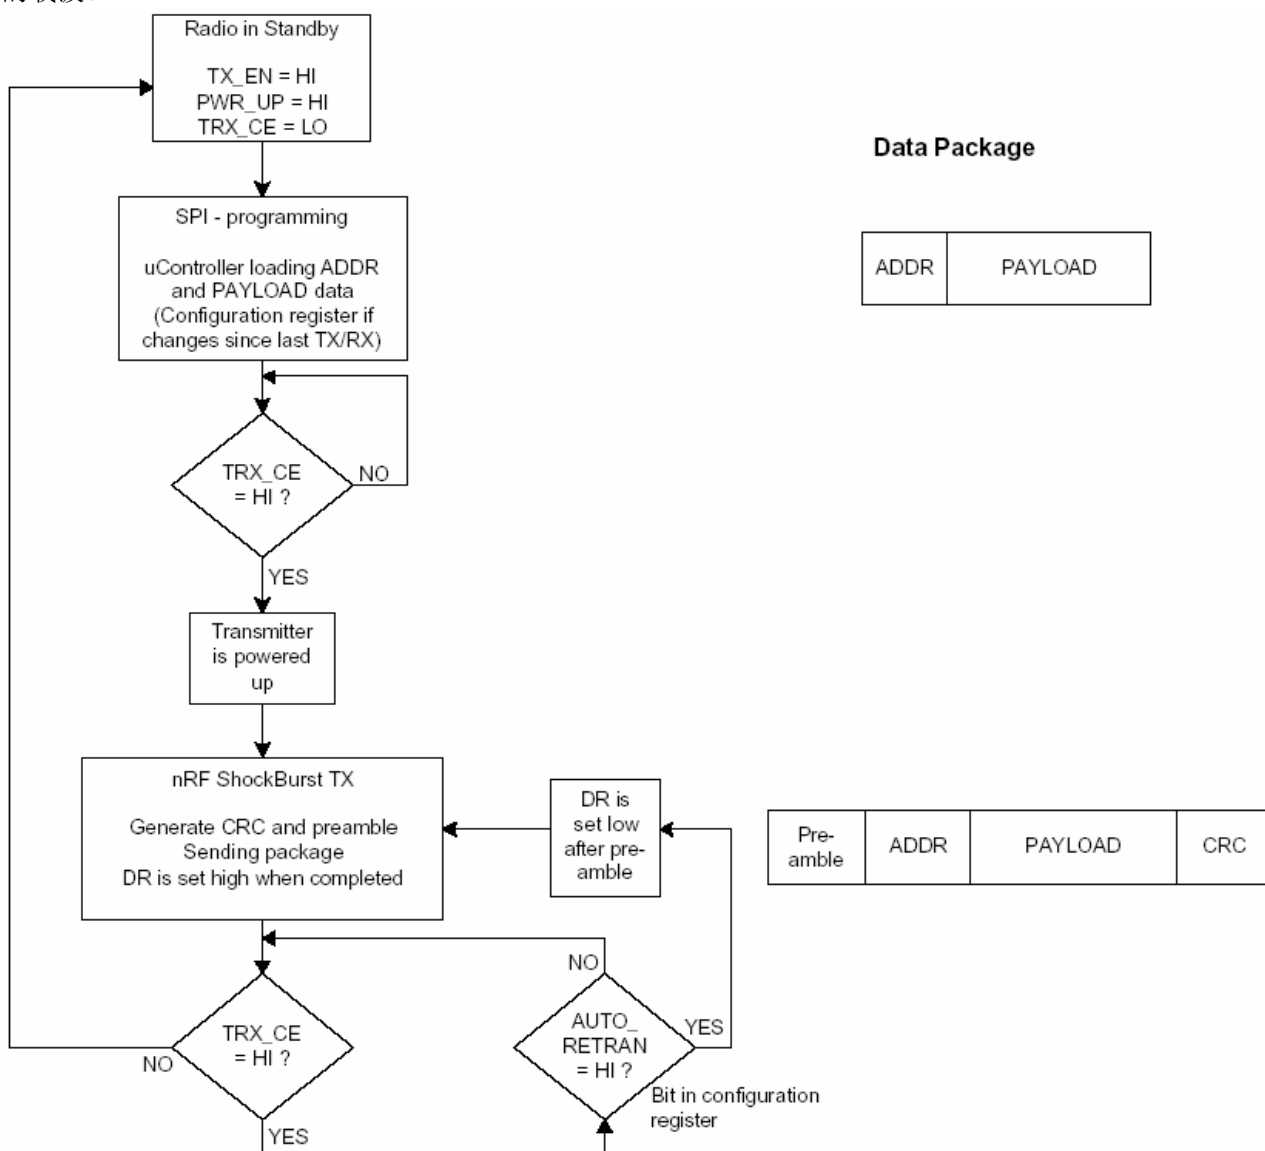 Radio in Standby
TX_EN = HI
PWR_UP = HI
TRX_CE = LO
Data Package
SPI - programming
uController loading ADDR
and PAYLOAD data
(Configuration register if
changes since last TX/RX)
ADDR
PAYLOAD
TRX_CE
= HI ?
NO
YES
Transmitter
is powered
up
nRF ShockBurst TX
Generate CRC and preamble
Sending package
DR is set high when completed
DR is
set low
after pre-
amble
Pre-
amble
ADDR
PAYLOAD
CRC
TRX_CE
= HI ?
NO
YES
NO
AUTO_
RETRAN
= HI ?
YES
Bit in configuration
register